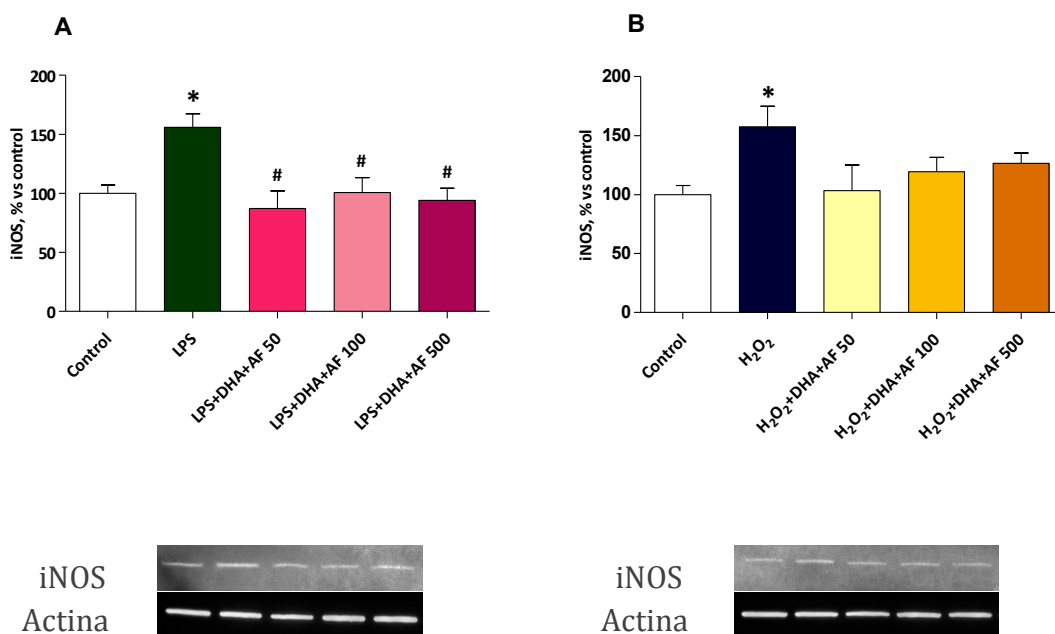 A
iNOS, % vs control
200
150
100
50
0
*
#
#
#
Control
LPS
LPS+DHA+AF 50
LPS+DHA+AF 100
LPS+DHA+AF 500
iNOS
Actina
B
iNOS, % vs control
200
150
100
50
0
*
Control
H₂O₂
H₂O₂+DHA+AF 50
H₂O₂+DHA+AF 100
H₂O₂+DHA+AF 500
iNOS
Actina